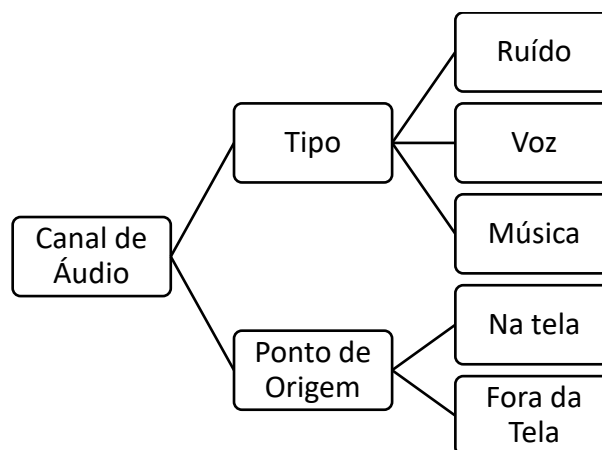 Ruído
Tipo
Voz
Música
Canal de
Áudio
Na tela
Ponto de
Origem
Fora da
Tela